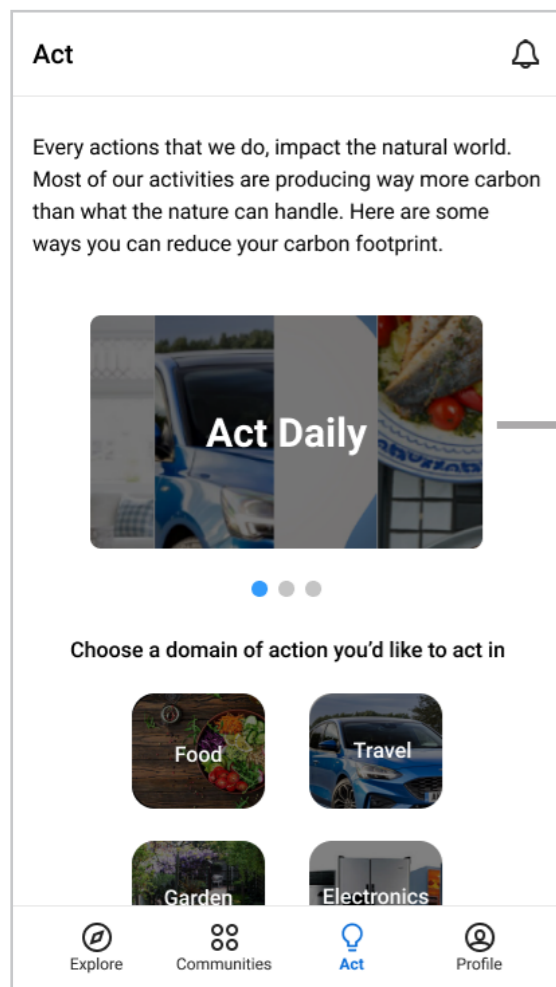 Act
Every actions that we do, impact the natural world.
Most of our activities are producing way more carbon
than what the nature can handle. Here are some
ways you can reduce your carbon footprint.
Act Daily
Choose a domain of action you’d like to act in
Food
Travel
Garden
Electronics
Explore
Communities
Act
Profile